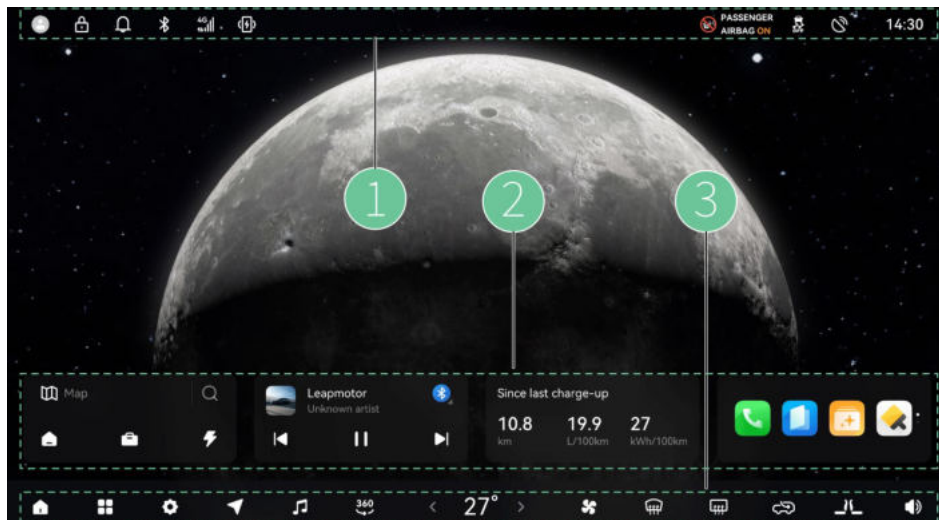 4G
PASSENGER
AIRBAG ON
14:30
1
2
3
Map
Leapmotor
Unknown artist
Since last charge-up
10.8 19.9 27
km L/100km kWh/100km
360
< 27° >